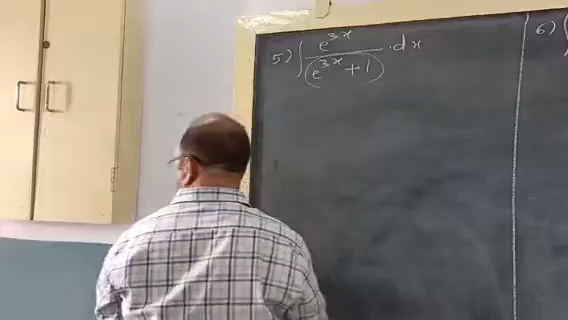 5) ∫ e^{3x} / (e^{3x} + 1) · dx
6) (